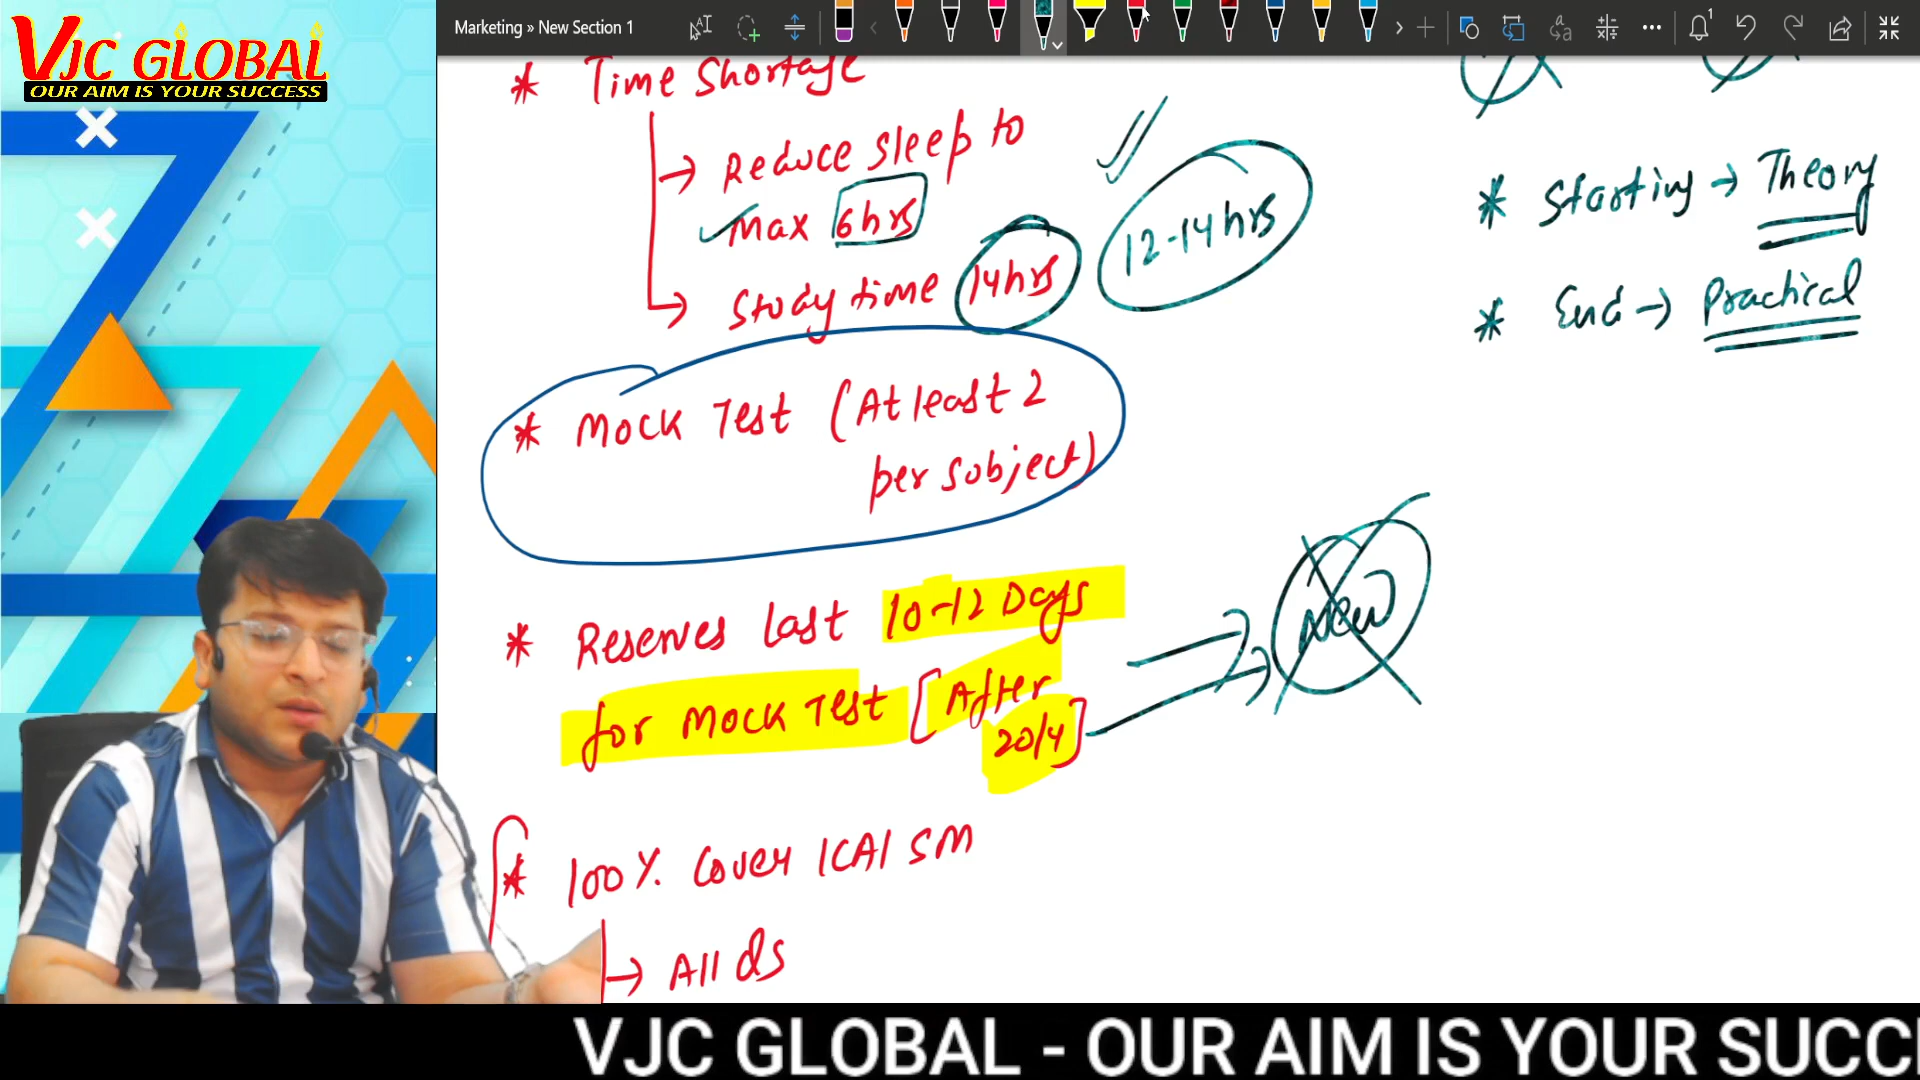 VJC GLOBAL
OUR AIM IS YOUR SUCCESS
Marketing » New Section 1
* Time Shortage
→ Reduce sleep to
Max 6hrs
12-14hrs
→ Study time 14hrs
* Starting → Theory
* End → Practical
* Mock Test (At least 2
per subject)
* Reserves last 10-12 Days
for Mock Test [After
20/4]
New
* 100% Cover ICAI SM
→ All ds
VJC GLOBAL - OUR AIM IS YOUR SUCC